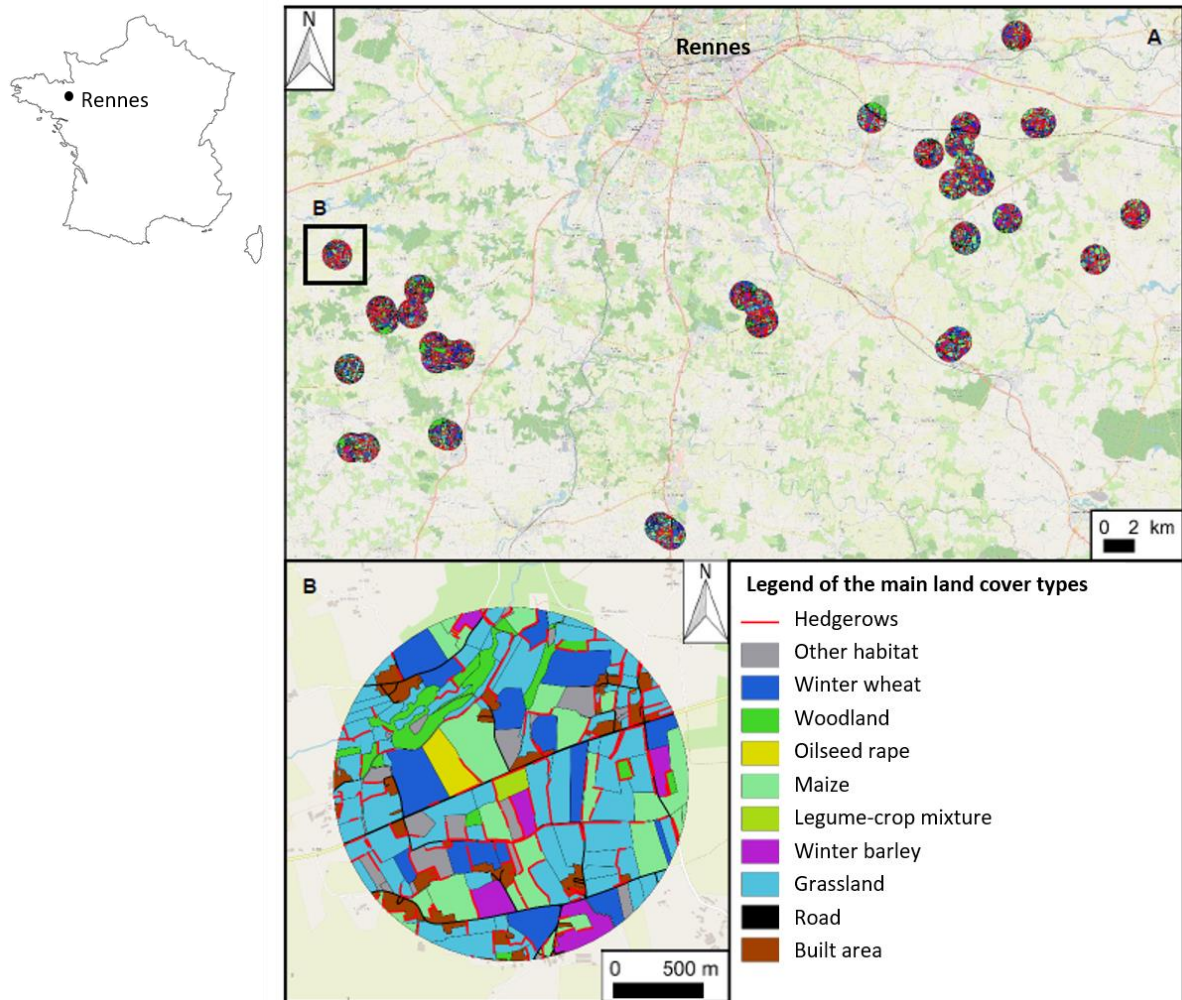 Rennes
N
Rennes
A
B
0 2 km
B
N
0 500 m
Legend of the main land cover types
Hedgerows
Other habitat
Winter wheat
Woodland
Oilseed rape
Maize
Legume-crop mixture
Winter barley
Grassland
Road
Built area